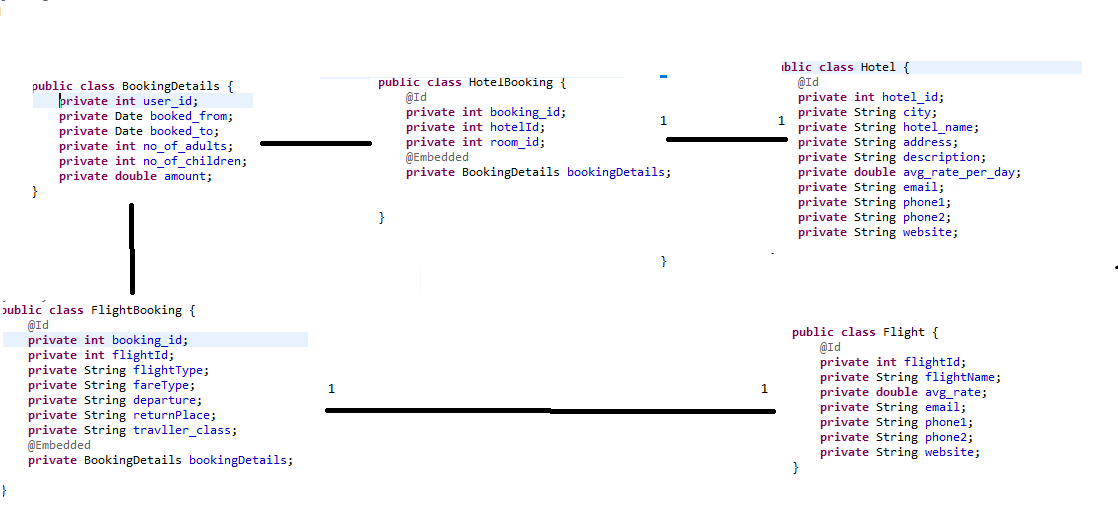 public class BookingDetails {
private int user_id;
private Date booked_from;
private Date booked_to;
private int no_of_adults;
private int no_of_children;
private double amount;
}
public class HotelBooking {
@Id
private int booking_id;
private int hotelId;
private int room_id;
@Embedded
private BookingDetails bookingDetails;
}
1
1
ublic class Hotel {
@Id
private int hotel_id;
private String city;
private String hotel_name;
private String address;
private String description;
private double avg_rate_per_day;
private String email;
private String phone1;
private String phone2;
private String website;
}
public class FlightBooking {
@Id
private int booking_id;
private int flightId;
private String flightType;
private String fareType;
private String departure;
private String returnPlace;
private String travller_class;
@Embedded
private BookingDetails bookingDetails;
}
1
1
public class Flight {
@Id
private int flightId;
private String flightName;
private double avg_rate;
private String email;
private String phone1;
private String phone2;
private String website;
}